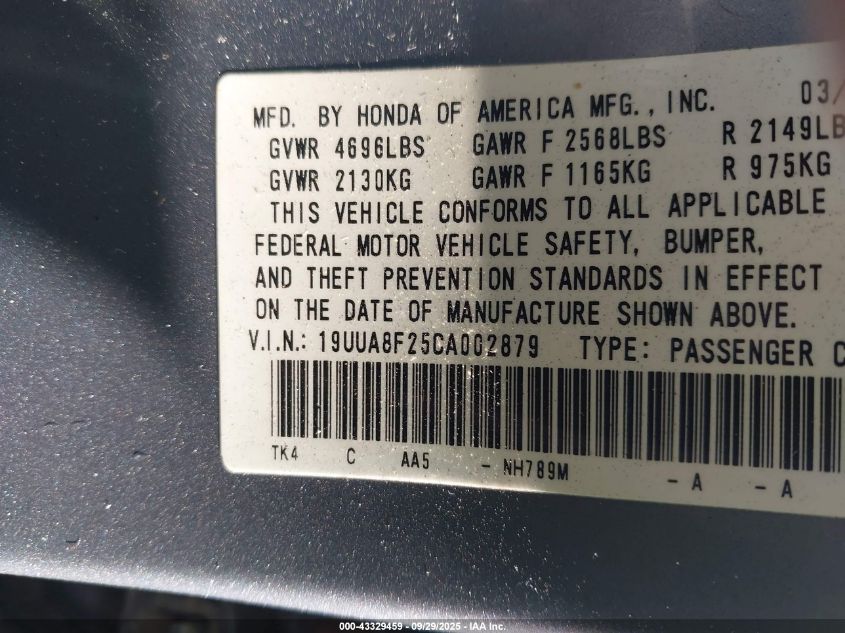 MFD. BY HONDA OF AMERICA MFG., INC. 03/
GVWR 4696LBS GAWR F 2568LBS R 2149LB
GVWR 2130KG GAWR F 1165KG R 975KG
THIS VEHICLE CONFORMS TO ALL APPLICABLE
FEDERAL MOTOR VEHICLE SAFETY, BUMPER,
AND THEFT PREVENTION STANDARDS IN EFFECT
ON THE DATE OF MANUFACTURE SHOWN ABOVE.
V.I.N.: 19UUA8F25CA002879 TYPE: PASSENGER C
TK4 C AA5 - NH789M - A - A
000-43329459 - 09/29/2025 - IAA Inc.